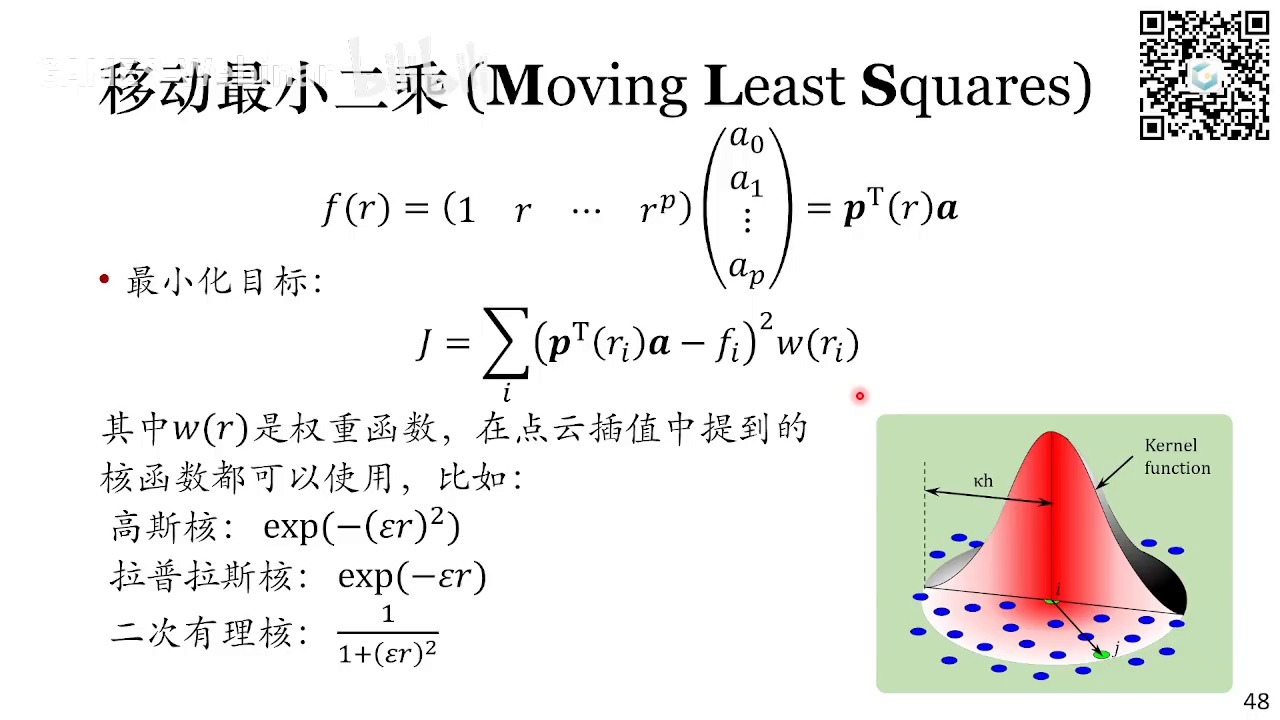 移动最小二乘 (Moving Least Squares)
f(r) = (1 r ⋯ r^p) (a_0 a_1 ⋮ a_p) = p^T(r)a
• 最小化目标：
J = ∑_i (p^T(r_i)a − f_i)^2 w(r_i)
其中w(r)是权重函数，在点云插值中提到的
核函数都可以使用，比如：
高斯核： exp(−(εr)^2)
拉普拉斯核： exp(−εr)
二次有理核： 1/(1+(εr)^2)
Kernel
function
κh
i
j
48